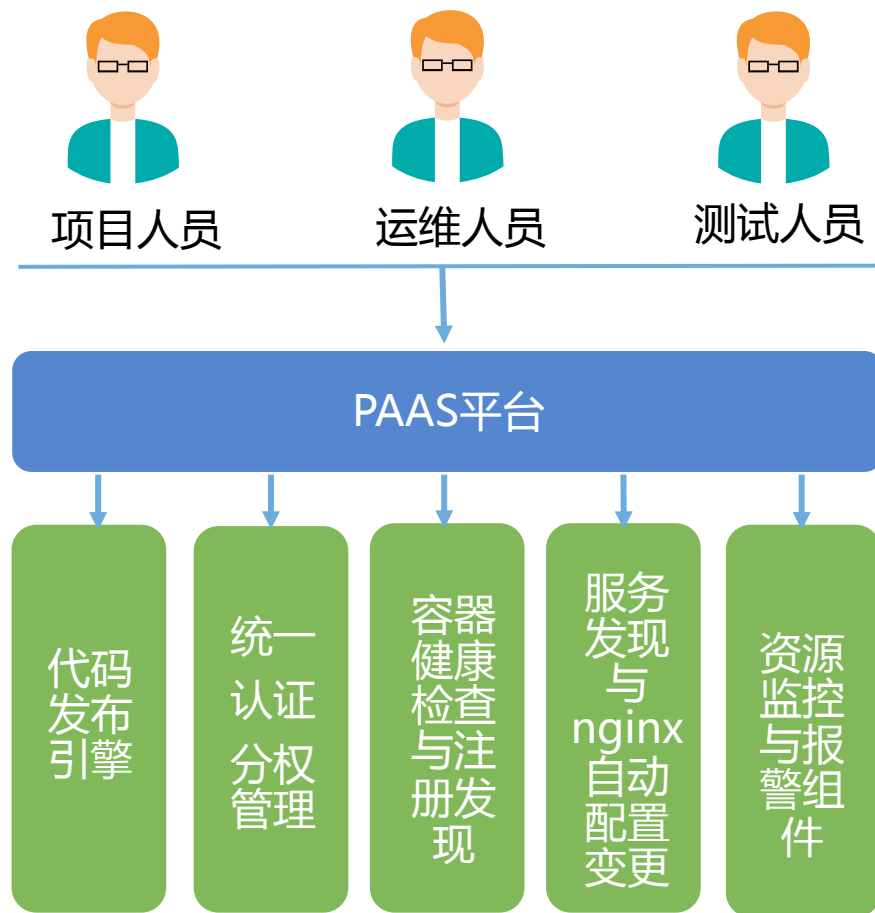 项目人员
运维人员
测试人员
PAAS平台
代码
发布
引擎
统一
认证
分权
管理
容器
健康
检查
与注
册发
现
服务
发现
与
nginx
自动
配置
变更
资源
监控
与报
警组
件